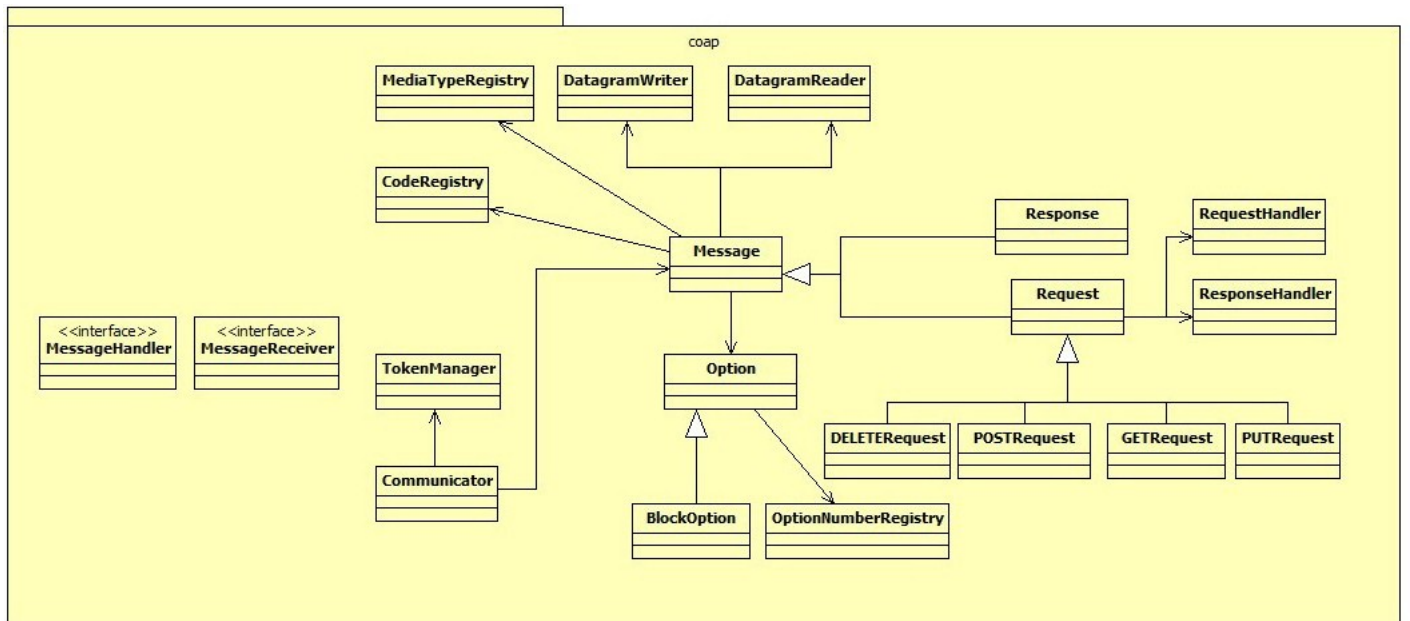 coap
MediaTypeRegistry
DatagramWriter
DatagramReader
CodeRegistry
Response
RequestHandler
Message
Request
ResponseHandler
<<interface>>
MessageHandler
<<interface>>
MessageReceiver
TokenManager
Option
DELETERequest
POSTRequest
GETRequest
PUTRequest
Communicator
BlockOption
OptionNumberRegistry